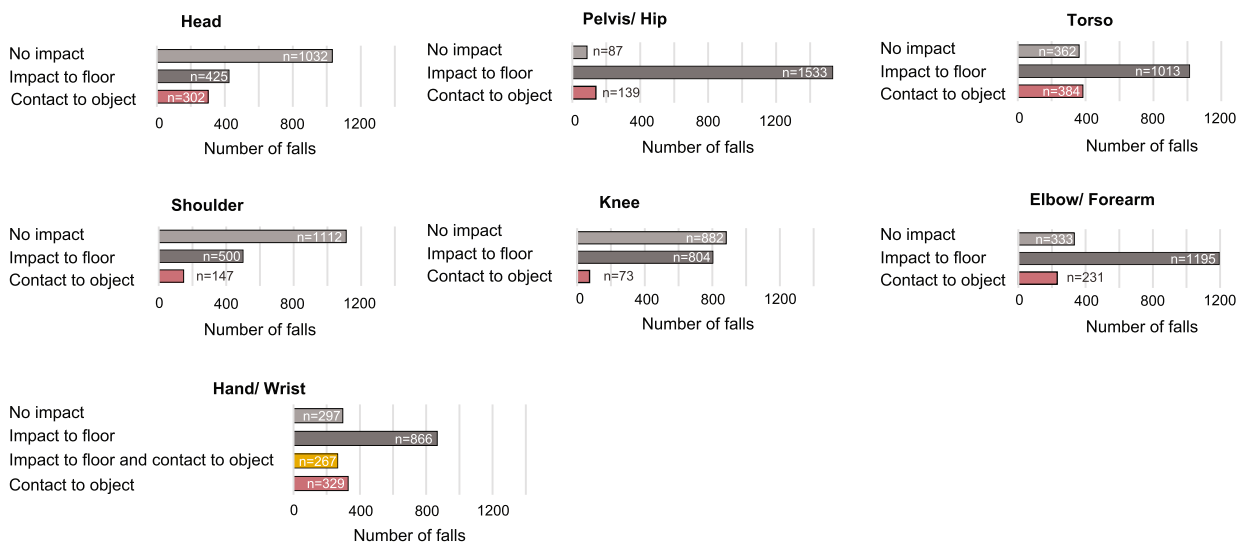 Head
No impact n=1032
Impact to floor n=425
Contact to object n=302
0 400 800 1200
Number of falls
Pelvis/ Hip
No impact n=87
Impact to floor n=1533
Contact to object n=139
0 400 800 1200
Number of falls
Torso
No impact n=362
Impact to floor n=1013
Contact to object n=384
0 400 800 1200
Number of falls
Shoulder
No impact n=1112
Impact to floor n=500
Contact to object n=147
0 400 800 1200
Number of falls
Knee
No impact n=882
Impact to floor n=804
Contact to object n=73
0 400 800 1200
Number of falls
Elbow/ Forearm
No impact n=333
Impact to floor n=1195
Contact to object n=231
0 400 800 1200
Number of falls
Hand/ Wrist
No impact n=297
Impact to floor n=866
Impact to floor and contact to object n=267
Contact to object n=329
0 400 800 1200
Number of falls